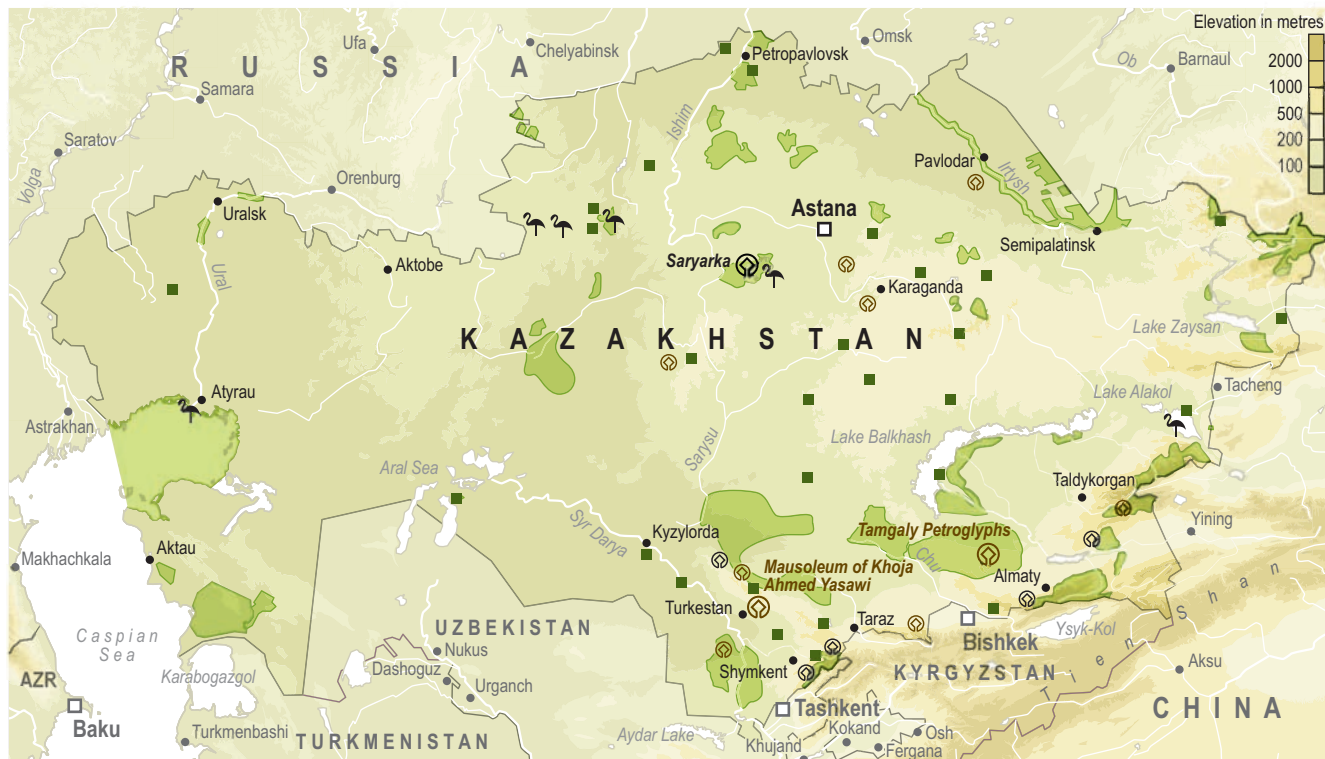 Elevation in metres
2000
1000
500
200
100
RUSSIA
Ufa
Chelyabinsk
Omsk
Ob
Barnaul
Petropavlovsk
Samara
Saratov
Volga
Ishim
Pavlodar
Irtysh
Orenburg
Uralsk
Astana
Semipalatinsk
Ural
Aktobe
Saryarka
Karaganda
KAZAKHSTAN
Lake Zaysan
Tacheng
Lake Alakol
Atyrau
Astrakhan
Lake Balkhash
Sarysu
Aral Sea
Taldykorgan
Syr Darya
Kyzylorda
Tamgaly Petroglyphs
Yining
Makhachkala
Aktau
Chu
Mausoleum of Khoja
Ahmed Yasawi
Almaty
Turkestan
Taraz
Bishkek
Ysyk-Kol
Tien Shan
Caspian
Sea
UZBEKISTAN
Nukus
Dashoguz
Urganch
Karabogazgol
Shymkent
KYRGYZSTAN
Aksu
AZR
Baku
Tashkent
CHINA
Turkmenbashi
TURKMENISTAN
Aydar Lake
Khujand
Kokand
Osh
Fergana